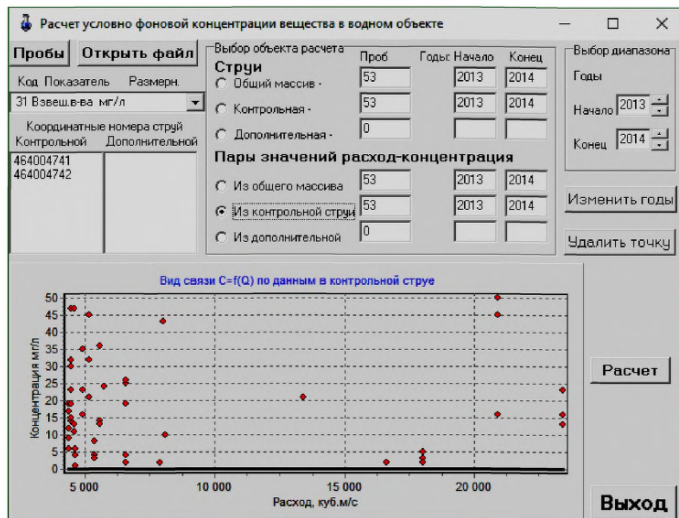 Расчет условно фоновой концентрации вещества в водном объекте
Пробы Открыть файл
Код Показатель Размерн.
31 Взвеш.в-ва мг/л
Координатные номера струй
Контрольной Дополнительной
464004741
464004742
Выбор объекта расчета Проб Годы: Начало Конец
Струи
Общий массив - 53 2013 2014
Контрольная - 53 2013 2014
Дополнительная - 0
Пары значений расход-концентрация
Из общего массива 53 2013 2014
Из контрольной струи 53 2013 2014
Из дополнительной 0
Выбор диапазона
Годы
Начало 2013
Конец 2014
Изменить годы
Удалить точку
Вид связи C=f(Q) по данным в контрольной струе
Концентрация мг/л
50
45
40
35
30
25
20
15
10
5
0
5 000 10 000 15 000 20 000
Расход, куб.м/с
Расчет
Выход